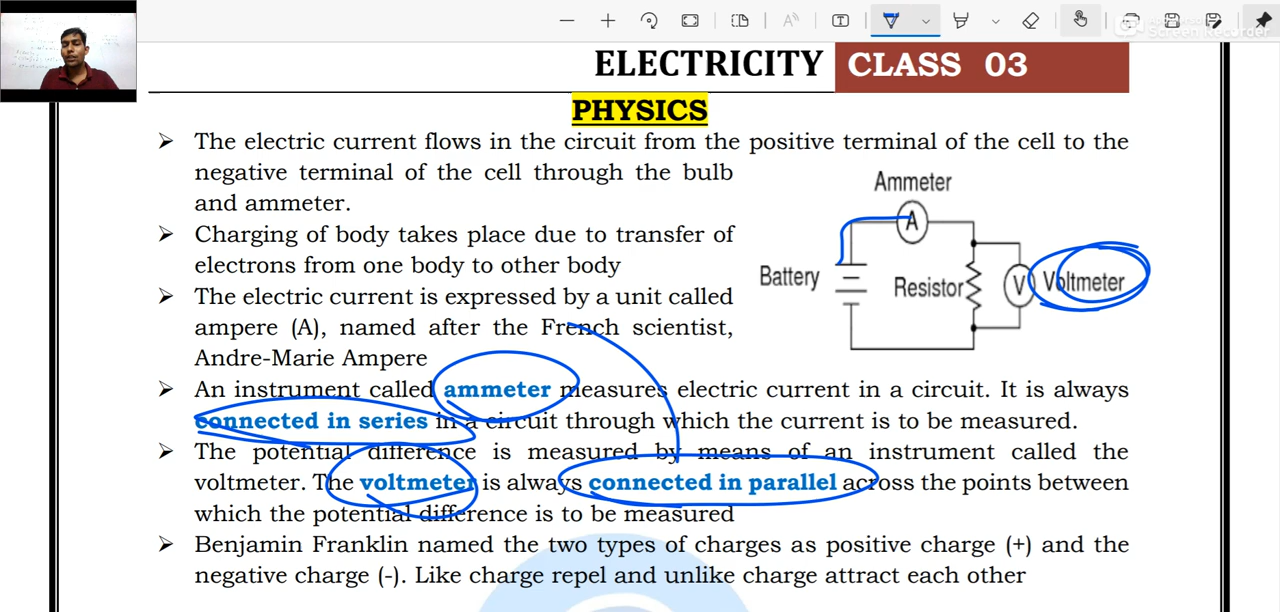 Screen Recorder
ELECTRICITY CLASS 03
PHYSICS
➢ The electric current flows in the circuit from the positive terminal of the cell to the
negative terminal of the cell through the bulb
and ammeter.
➢ Charging of body takes place due to transfer of
electrons from one body to other body
➢ The electric current is expressed by a unit called
ampere (A), named after the French scientist,
Andre-Marie Ampere
Ammeter
A
Battery
Resistor
V
Voltmeter
➢ An instrument called ammeter measures electric current in a circuit. It is always
connected in series in a circuit through which the current is to be measured.
➢ The potential difference is measured by means of an instrument called the
voltmeter. The voltmeter is always connected in parallel across the points between
which the potential difference is to be measured
➢ Benjamin Franklin named the two types of charges as positive charge (+) and the
negative charge (-). Like charge repel and unlike charge attract each other